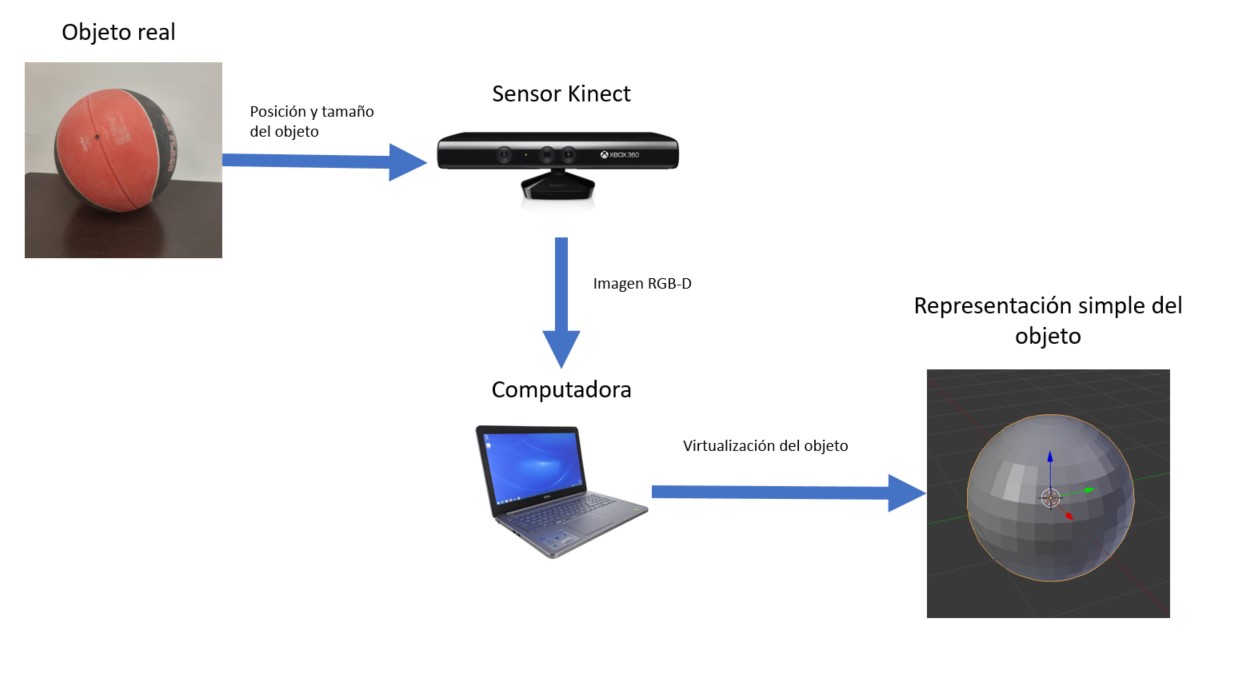 Objeto real
Posición y tamaño
del objeto
Sensor Kinect
XBOX 360
Imagen RGB-D
Computadora
Virtualización del objeto
Representación simple del
objeto